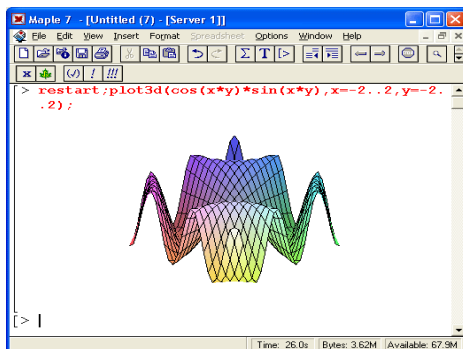 Maple 7 - [Untitled (7) - [Server 1]]
File Edit View Insert Format Spreadsheet Options Window Help
Σ T [>
(√) ! !!!
> restart;plot3d(cos(x*y)*sin(x*y),x=-2..2,y=-2.
.2);
[>
Time: 26.0s Bytes: 3.62M Available: 67.9M